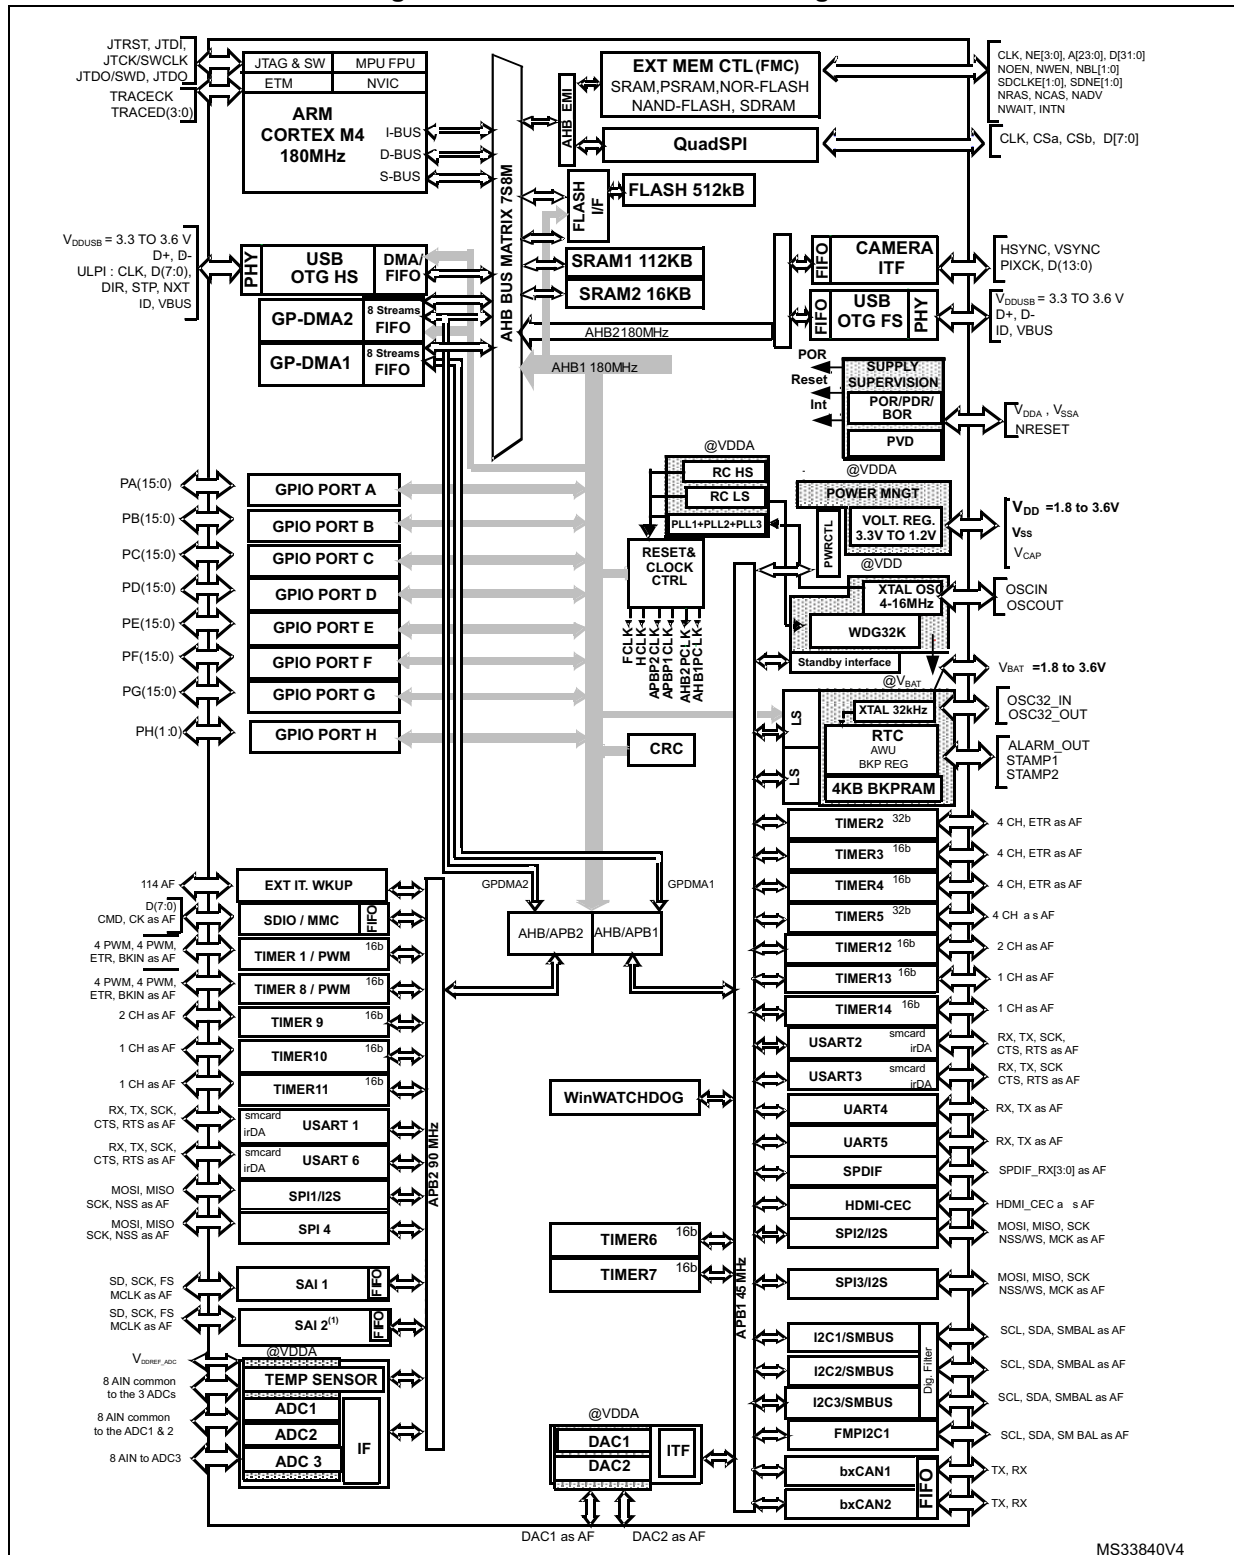 JTRST, JTDI,
JTCK/SWCLK
JTDO/SWD, JTDO
TRACECK
TRACED(3:0)
JTAG & SW
MPU FPU
ETM
NVIC
ARM
CORTEX M4
180MHz
I-BUS
D-BUS
S-BUS
AHB BUS MATRIX 7S8M
AHB EMI
EXT MEM CTL (FMC)
SRAM,PSRAM,NOR-FLASH
NAND-FLASH, SDRAM
CLK, NE[3:0], A[23:0], D[31:0]
NOEN, NWEN, NBL[1:0]
SDCLKE[1:0], SDNE[1:0]
NRAS, NCAS, NADV
NWAIT, INTN
QuadSPI
CLK, CSa, CSb, D[7:0]
FLASH I/F
FLASH 512kB
SRAM1 112KB
SRAM2 16KB
VDDUSB = 3.3 TO 3.6 V
D+, D-
ULPI : CLK, D(7:0),
DIR, STP, NXT
ID, VBUS
PHY
USB
OTG HS
DMA/
FIFO
GP-DMA2
8 Streams
FIFO
GP-DMA1
8 Streams
FIFO
AHB2180MHz
AHB1 180MHz
FIFO
CAMERA
ITF
HSYNC, VSYNC
PIXCK, D(13:0)
FIFO
USB
OTG FS
PHY
VDDUSB = 3.3 TO 3.6 V
D+, D-
ID, VBUS
POR
Reset
Int
SUPPLY
SUPERVISION
POR/PDR/
BOR
PVD
VDDA , VSSA
NRESET
@VDDA
RC HS
RC LS
PLL1+PLL2+PLL3
RESET&
CLOCK
CTRL
FCLK
HCLK
APBP2CLK
APBP1CLK
AHB2PCLK
AHB1PCLK
@VDDA
POWER MNGT
VOLT. REG.
3.3V TO 1.2V
PWRCTL
VDD =1.8 to 3.6V
Vss
VCAP
@VDD
XTAL OSC
4-16MHz
WDG32K
OSCIN
OSCOUT
Standby interface
VBAT =1.8 to 3.6V
@VBAT
LS
LS
XTAL 32kHz
RTC
AWU
BKP REG
4KB BKPRAM
OSC32_IN
OSC32_OUT
ALARM_OUT
STAMP1
STAMP2
PA(15:0)
GPIO PORT A
PB(15:0)
GPIO PORT B
PC(15:0)
GPIO PORT C
PD(15:0)
GPIO PORT D
PE(15:0)
GPIO PORT E
PF(15:0)
GPIO PORT F
PG(15:0)
GPIO PORT G
PH(1:0)
GPIO PORT H
CRC
GPDMA2
GPDMA1
AHB/APB2
AHB/APB1
114 AF
EXT IT. WKUP
D(7:0)
CMD, CK as AF
SDIO / MMC
FIFO
4 PWM, 4 PWM,
ETR, BKIN as AF
TIMER 1 / PWM 16b
4 PWM, 4 PWM,
ETR, BKIN as AF
TIMER 8 / PWM 16b
2 CH as AF
TIMER 9 16b
1 CH as AF
TIMER10 16b
1 CH as AF
TIMER11 16b
RX, TX, SCK,
CTS, RTS as AF
smcard
irDA
USART 1
RX, TX, SCK,
CTS, RTS as AF
smcard
irDA
USART 6
MOSI, MISO
SCK, NSS as AF
SPI1/I2S
MOSI, MISO
SCK, NSS as AF
SPI 4
SD, SCK, FS
MCLK as AF
SAI 1
FIFO
SD, SCK, FS
MCLK as AF
SAI 2(1)
FIFO
APB2 90 MHz
@VDDA
VDDREF_ADC
TEMP SENSOR
8 AIN common
to the 3 ADCs
ADC1
8 AIN common
to the ADC1 & 2
ADC2
8 AIN to ADC3
ADC 3
IF
WinWATCHDOG
TIMER6 16b
TIMER7 16b
@VDDA
DAC1
DAC2
ITF
DAC1 as AF
DAC2 as AF
APB1 45 MHz
TIMER2 32b
4 CH, ETR as AF
TIMER3 16b
4 CH, ETR as AF
TIMER4 16b
4 CH, ETR as AF
TIMER5 32b
4 CH a s AF
TIMER12 16b
2 CH as AF
TIMER13 16b
1 CH as AF
TIMER14 16b
1 CH as AF
USART2
smcard
irDA
RX, TX, SCK,
CTS, RTS as AF
USART3
smcard
irDA
RX, TX, SCK
CTS, RTS as AF
UART4
RX, TX as AF
UART5
RX, TX as AF
SPDIF
SPDIF_RX[3:0] as AF
HDMI-CEC
HDMI_CEC a s AF
SPI2/I2S
MOSI, MISO, SCK
NSS/WS, MCK as AF
SPI3/I2S
MOSI, MISO, SCK
NSS/WS, MCK as AF
I2C1/SMBUS
SCL, SDA, SMBAL as AF
I2C2/SMBUS
SCL, SDA, SMBAL as AF
I2C3/SMBUS
SCL, SDA, SMBAL as AF
Dig. Filter
FMPI2C1
SCL, SDA, SM BAL as AF
bxCAN1
TX, RX
bxCAN2
TX, RX
FIFO
MS33840V4